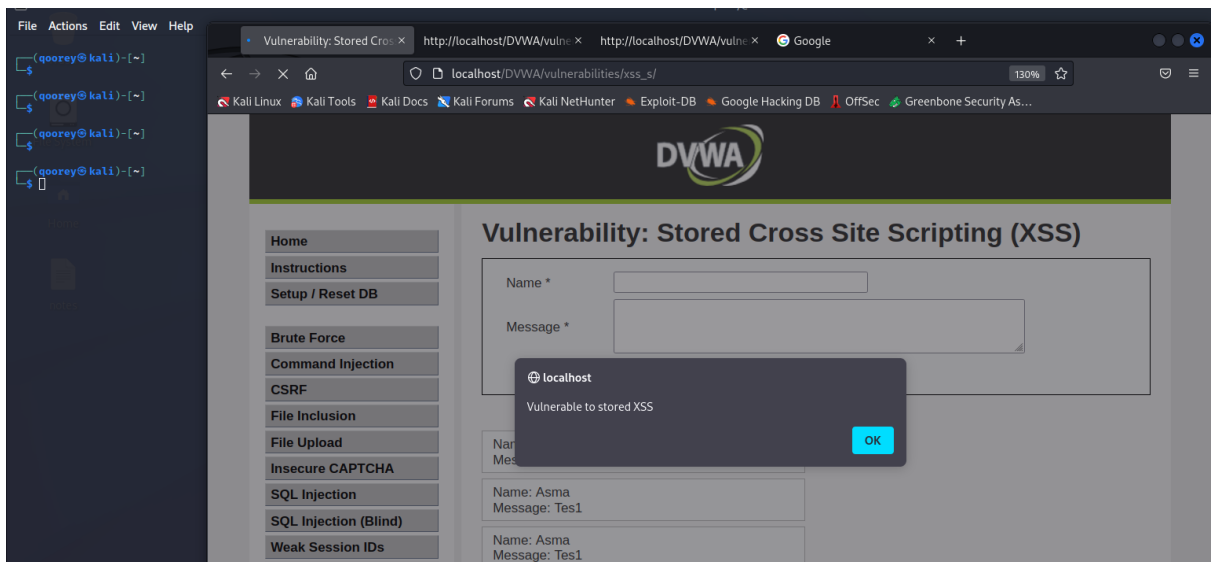 File Actions Edit View Help
(qoorey㉿kali)-[~]
$
(qoorey㉿kali)-[~]
$
(qoorey㉿kali)-[~]
$
(qoorey㉿kali)-[~]
$
Home
Vulnerability: Stored Cros × http://localhost/DVWA/vulne × http://localhost/DVWA/vulne × Google × +
localhost/DVWA/vulnerabilities/xss_s/ 130%
Kali Linux Kali Tools Kali Docs Kali Forums Kali NetHunter Exploit-DB Google Hacking DB OffSec Greenbone Security As…
DVWA
Home
Instructions
Setup / Reset DB
Brute Force
Command Injection
CSRF
File Inclusion
File Upload
Insecure CAPTCHA
SQL Injection
SQL Injection (Blind)
Weak Session IDs
Vulnerability: Stored Cross Site Scripting (XSS)
Name *
Message *
localhost
Vulnerable to stored XSS
OK
Name: Asma
Message: Tes1
Name: Asma
Message: Tes1